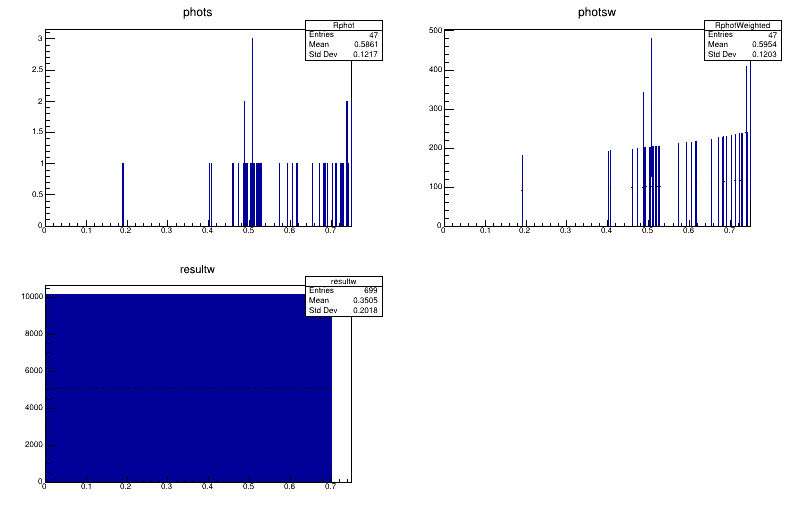 phots
Rphot
Entries 47
Mean 0.5861
Std Dev 0.1217
3
2.5
2
1.5
1
0.5
0
0 0.1 0.2 0.3 0.4 0.5 0.6 0.7
photsw
RphotWeighted
Entries 47
Mean 0.5954
Std Dev 0.1203
500
400
300
200
100
0
0 0.1 0.2 0.3 0.4 0.5 0.6 0.7
resultw
resultw
Entries 699
Mean 0.3505
Std Dev 0.2018
10000
8000
6000
4000
2000
0
0 0.1 0.2 0.3 0.4 0.5 0.6 0.7